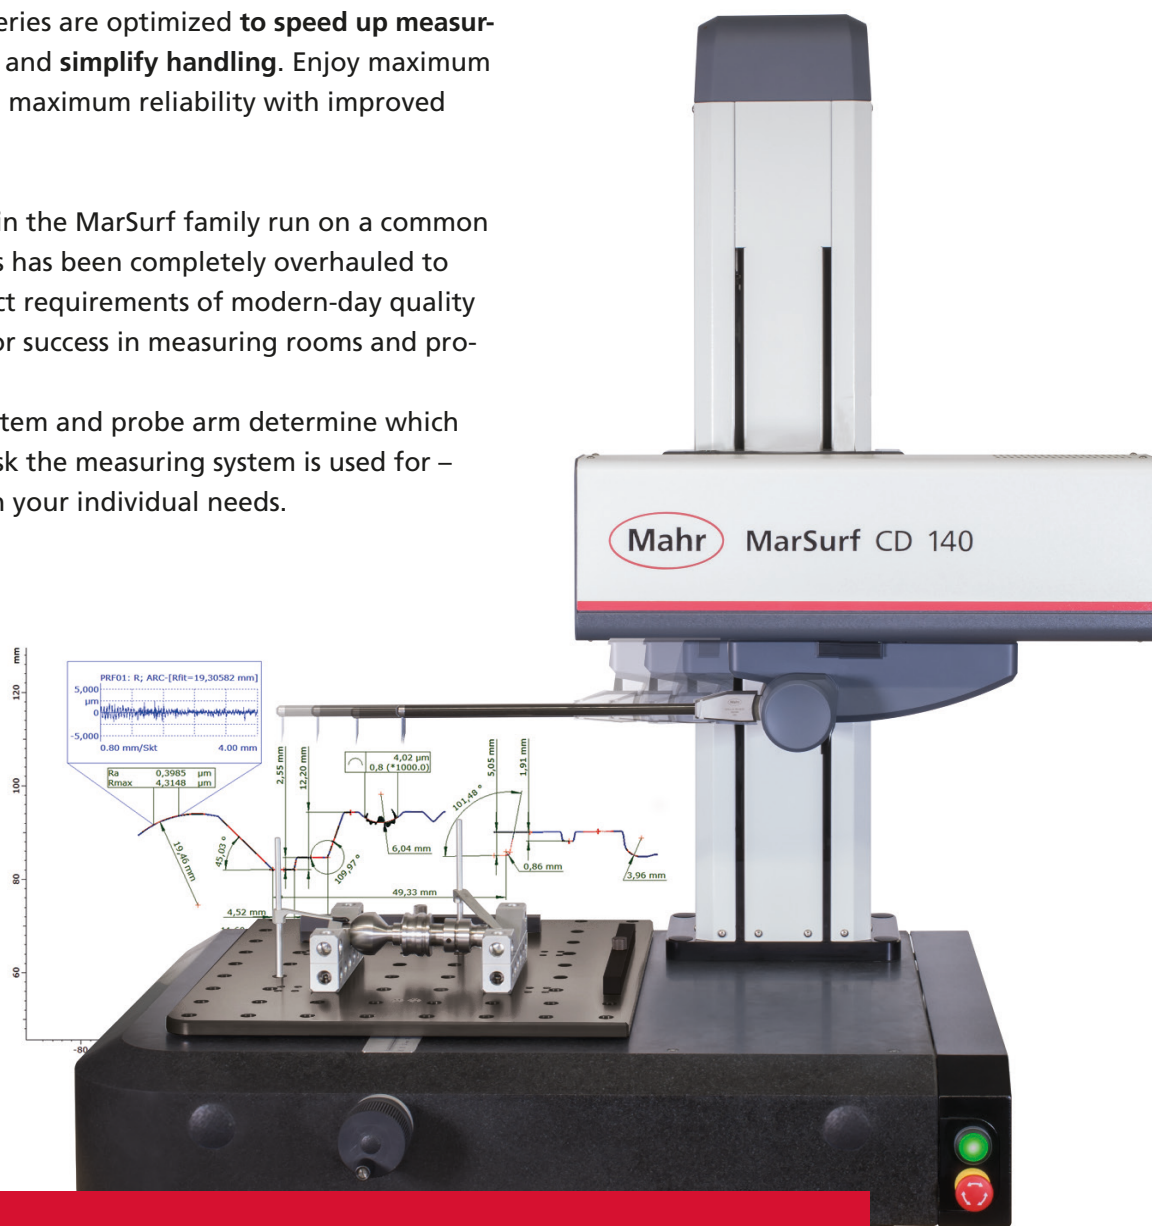 eries are optimized to speed up measur-
and simplify handling. Enjoy maximum
maximum reliability with improved
in the MarSurf family run on a common
s has been completely overhauled to
ct requirements of modern-day quality
or success in measuring rooms and pro-
tem and probe arm determine which
sk the measuring system is used for –
n your individual needs.
Mahr MarSurf CD 140
mm
120
100
80
60
-80
PRF01: R; ARC-[Rfit=19,30582 mm]
5,000
µm
0
-5,000
0.80 mm/Skt 4.00 mm
Ra 0,3985 µm
Rmax 4,3148 µm
2,55 mm
12,20 mm
4,02 µm
0,8 (*1000.0)
5,05 mm
1,91 mm
101,48 °
19,46 mm
45,03 °
109,97 °
6,04 mm
0,86 mm
3,96 mm
49,33 mm
4,52 mm